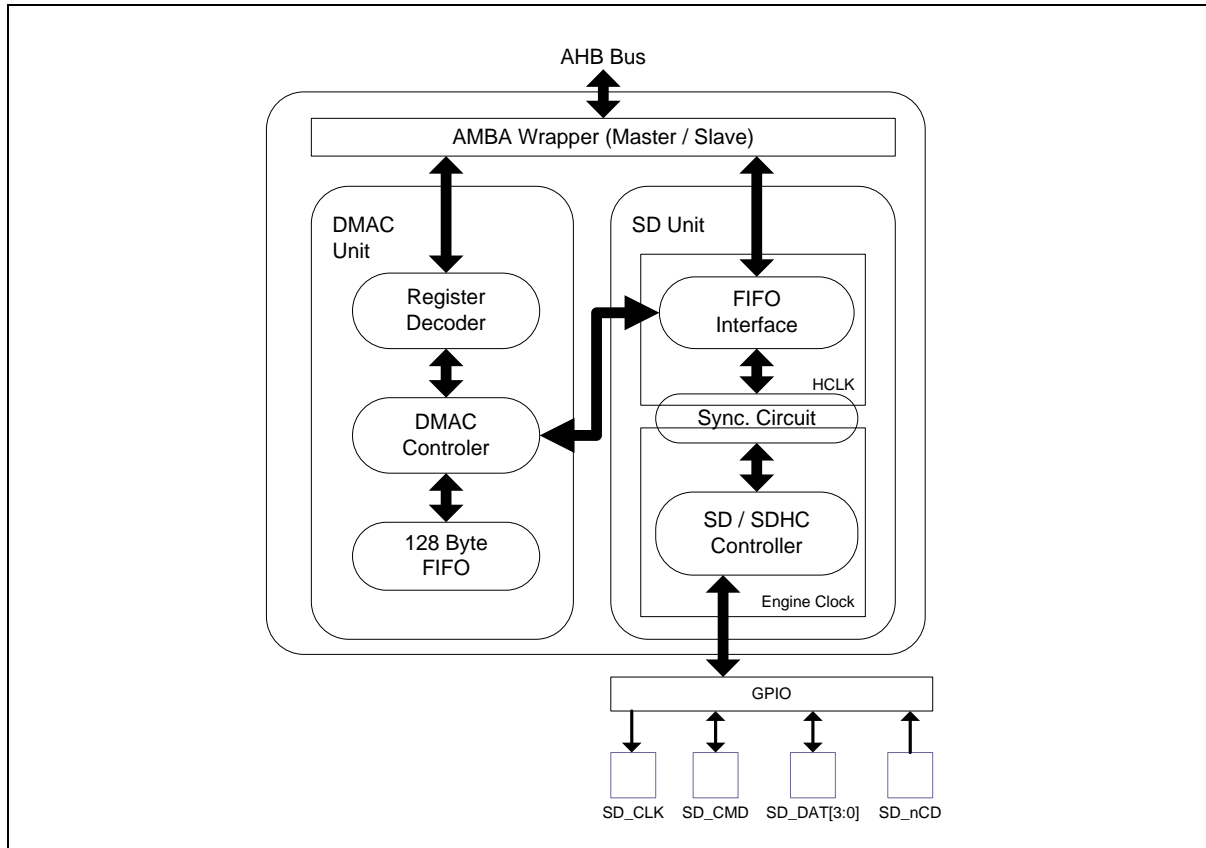 AHB Bus
AMBA Wrapper (Master / Slave)
DMAC
Unit
Register
Decoder
DMAC
Controler
128 Byte
FIFO
SD Unit
FIFO
Interface
HCLK
Sync. Circuit
SD / SDHC
Controller
Engine Clock
GPIO
SD_CLK
SD_CMD
SD_DAT[3:0]
SD_nCD